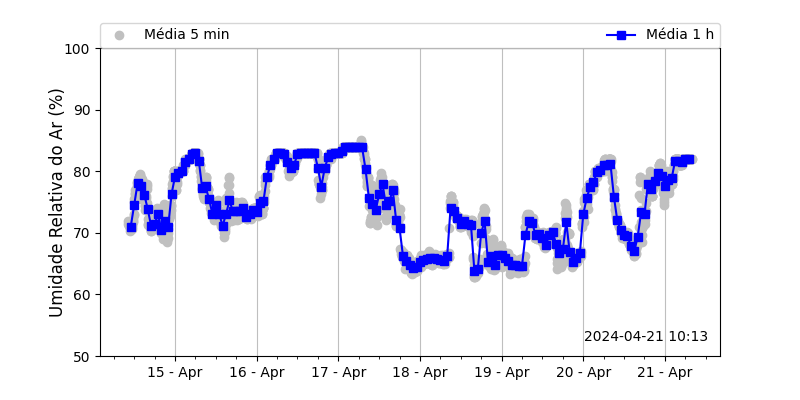 Média 5 min
Média 1 h
Umidade Relativa do Ar (%)
100
90
80
70
60
50
2024-04-21 10:13
15 - Apr
16 - Apr
17 - Apr
18 - Apr
19 - Apr
20 - Apr
21 - Apr